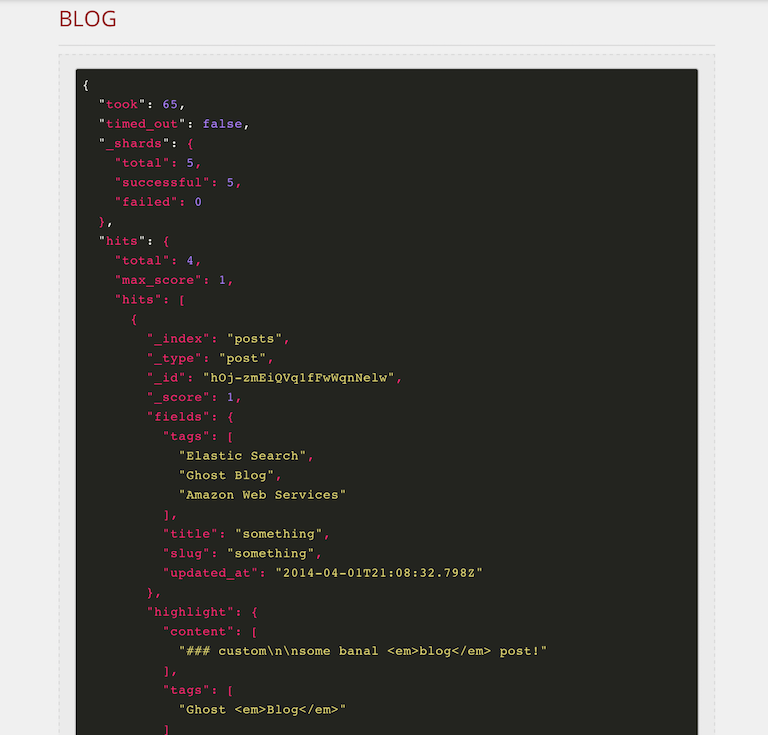 BLOG
{
"took": 65,
"timed_out": false,
"_shards": {
"total": 5,
"successful": 5,
"failed": 0
},
"hits": {
"total": 4,
"max_score": 1,
"hits": [
{
"_index": "posts",
"_type": "post",
"_id": "hOj-zmEiQVq1fFwWqnNelw",
"_score": 1,
"fields": {
"tags": [
"Elastic Search",
"Ghost Blog",
"Amazon Web Services"
],
"title": "something",
"slug": "something",
"updated_at": "2014-04-01T21:08:32.798Z"
},
"highlight": {
"content": [
"### custom\n\nsome banal <em>blog</em> post!"
],
"tags": [
"Ghost <em>Blog</em>"
]